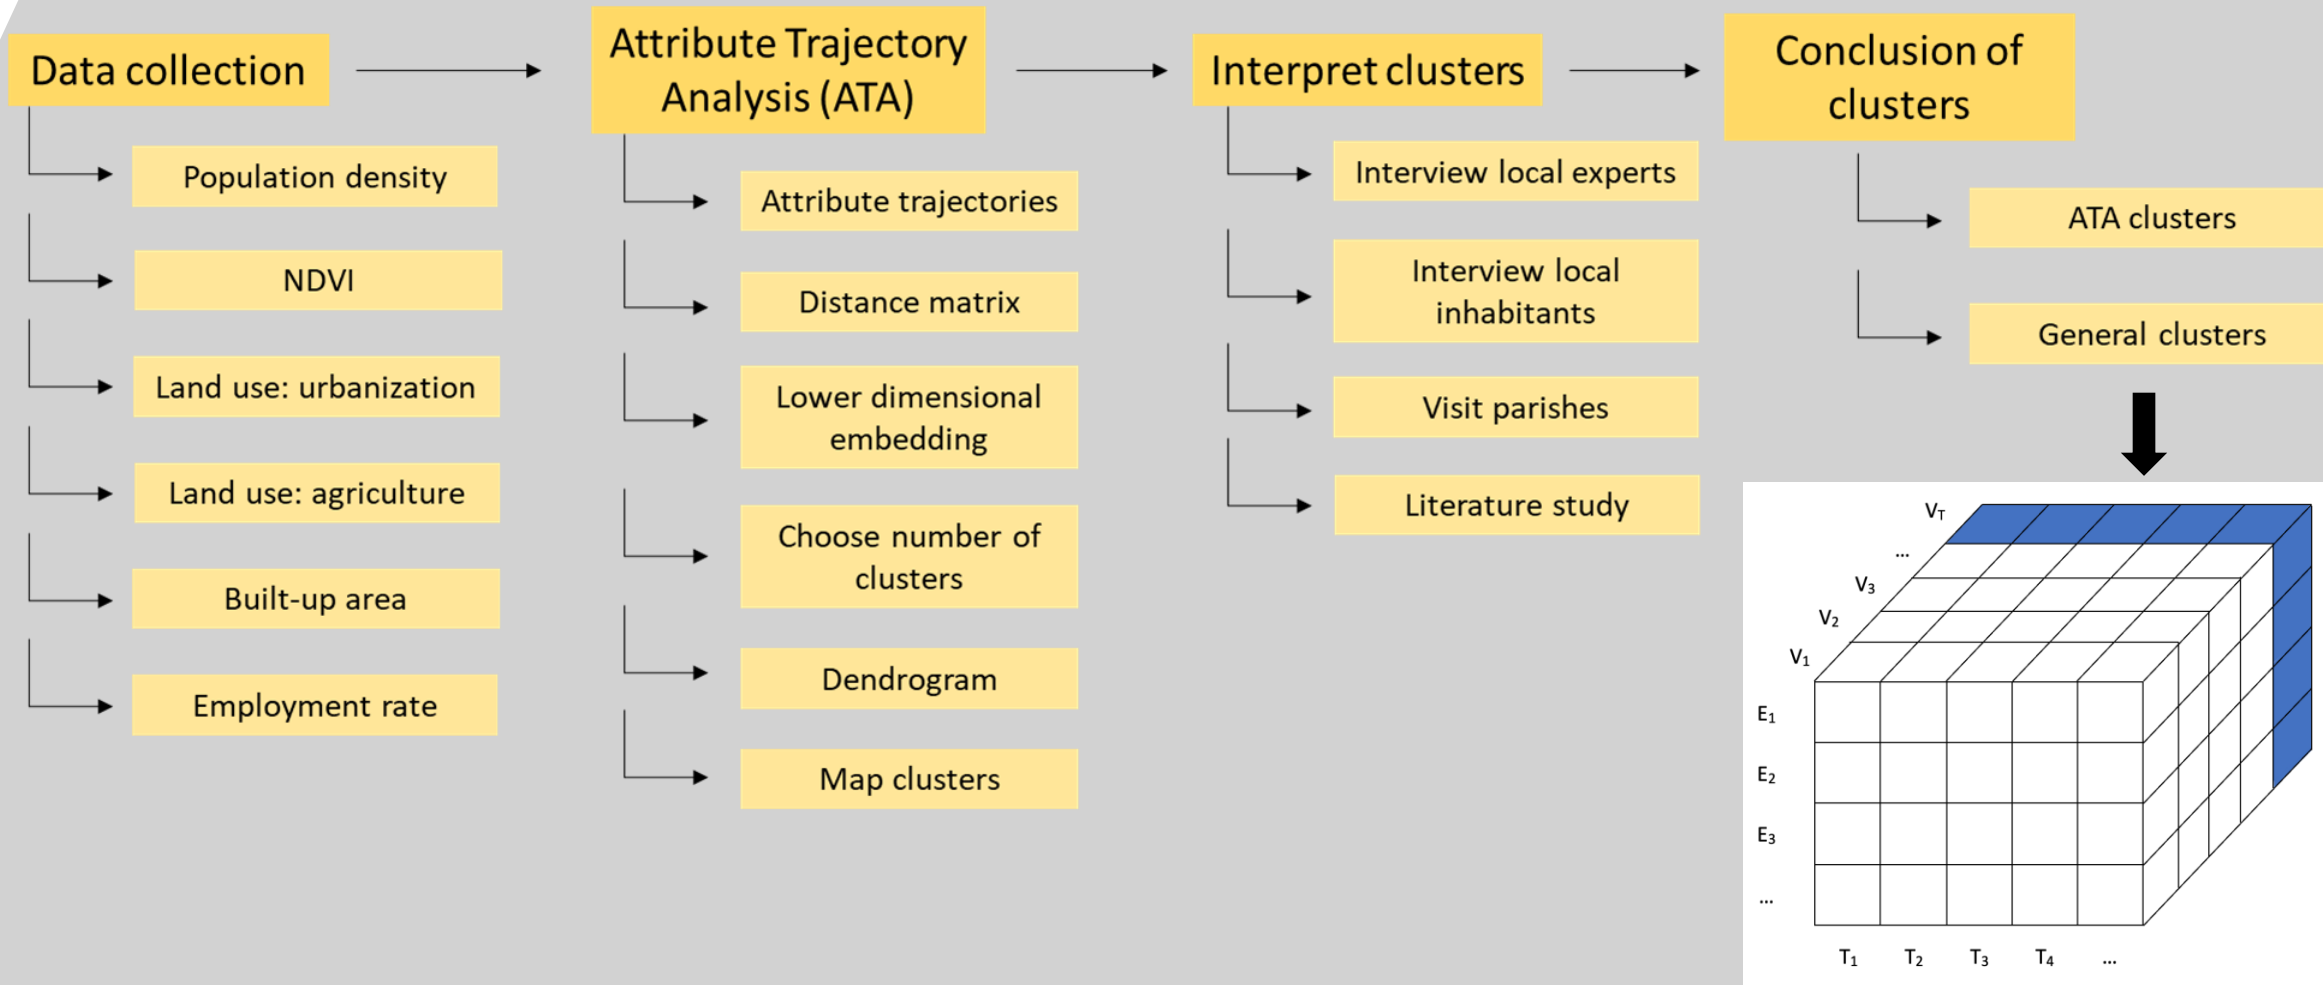 Data collection
Population density
NDVI
Land use: urbanization
Land use: agriculture
Built-up area
Employment rate
Attribute Trajectory
Analysis (ATA)
Attribute trajectories
Distance matrix
Lower dimensional
embedding
Choose number of
clusters
Dendrogram
Map clusters
Interpret clusters
Interview local experts
Interview local
inhabitants
Visit parishes
Literature study
Conclusion of
clusters
ATA clusters
General clusters
V_T
...
V₃
V₂
V₁
E₁
E₂
E₃
...
T₁ T₂ T₃ T₄ ...